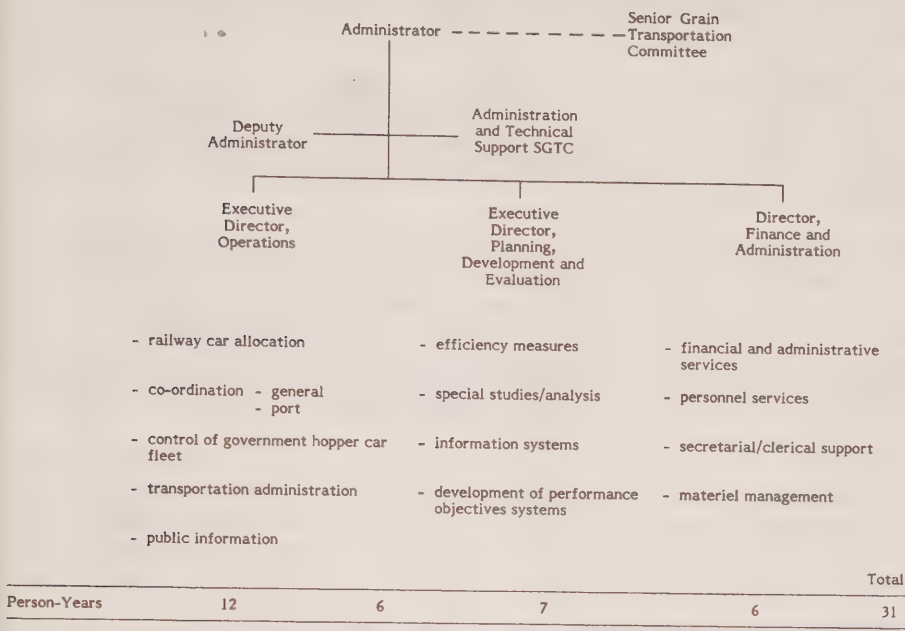 Administrator
Senior Grain
Transportation
Committee
Deputy
Administrator
Administration
and Technical
Support SGTC
Executive
Director,
Operations
Executive
Director,
Planning,
Development and
Evaluation
Director,
Finance and
Administration
- railway car allocation
- co-ordination - general
- port
- control of government hopper car
fleet
- transportation administration
- public information
- efficiency measures
- special studies/analysis
- information systems
- development of performance
objectives systems
- financial and administrative
services
- personnel services
- secretarial/clerical support
- materiel management
Total
Person-Years 12 6 7 6 31